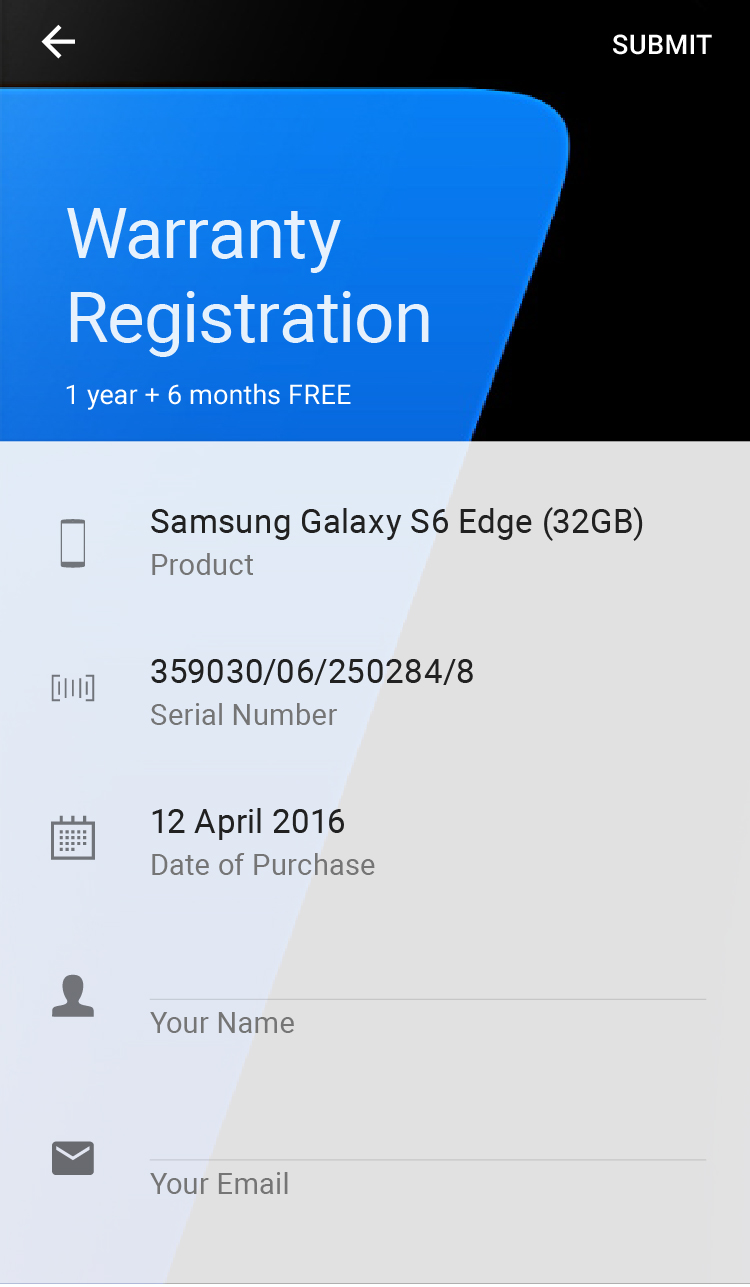 SUBMIT
Warranty
Registration
1 year + 6 months FREE
Samsung Galaxy S6 Edge (32GB)
Product
359030/06/250284/8
Serial Number
12 April 2016
Date of Purchase
Your Name
Your Email